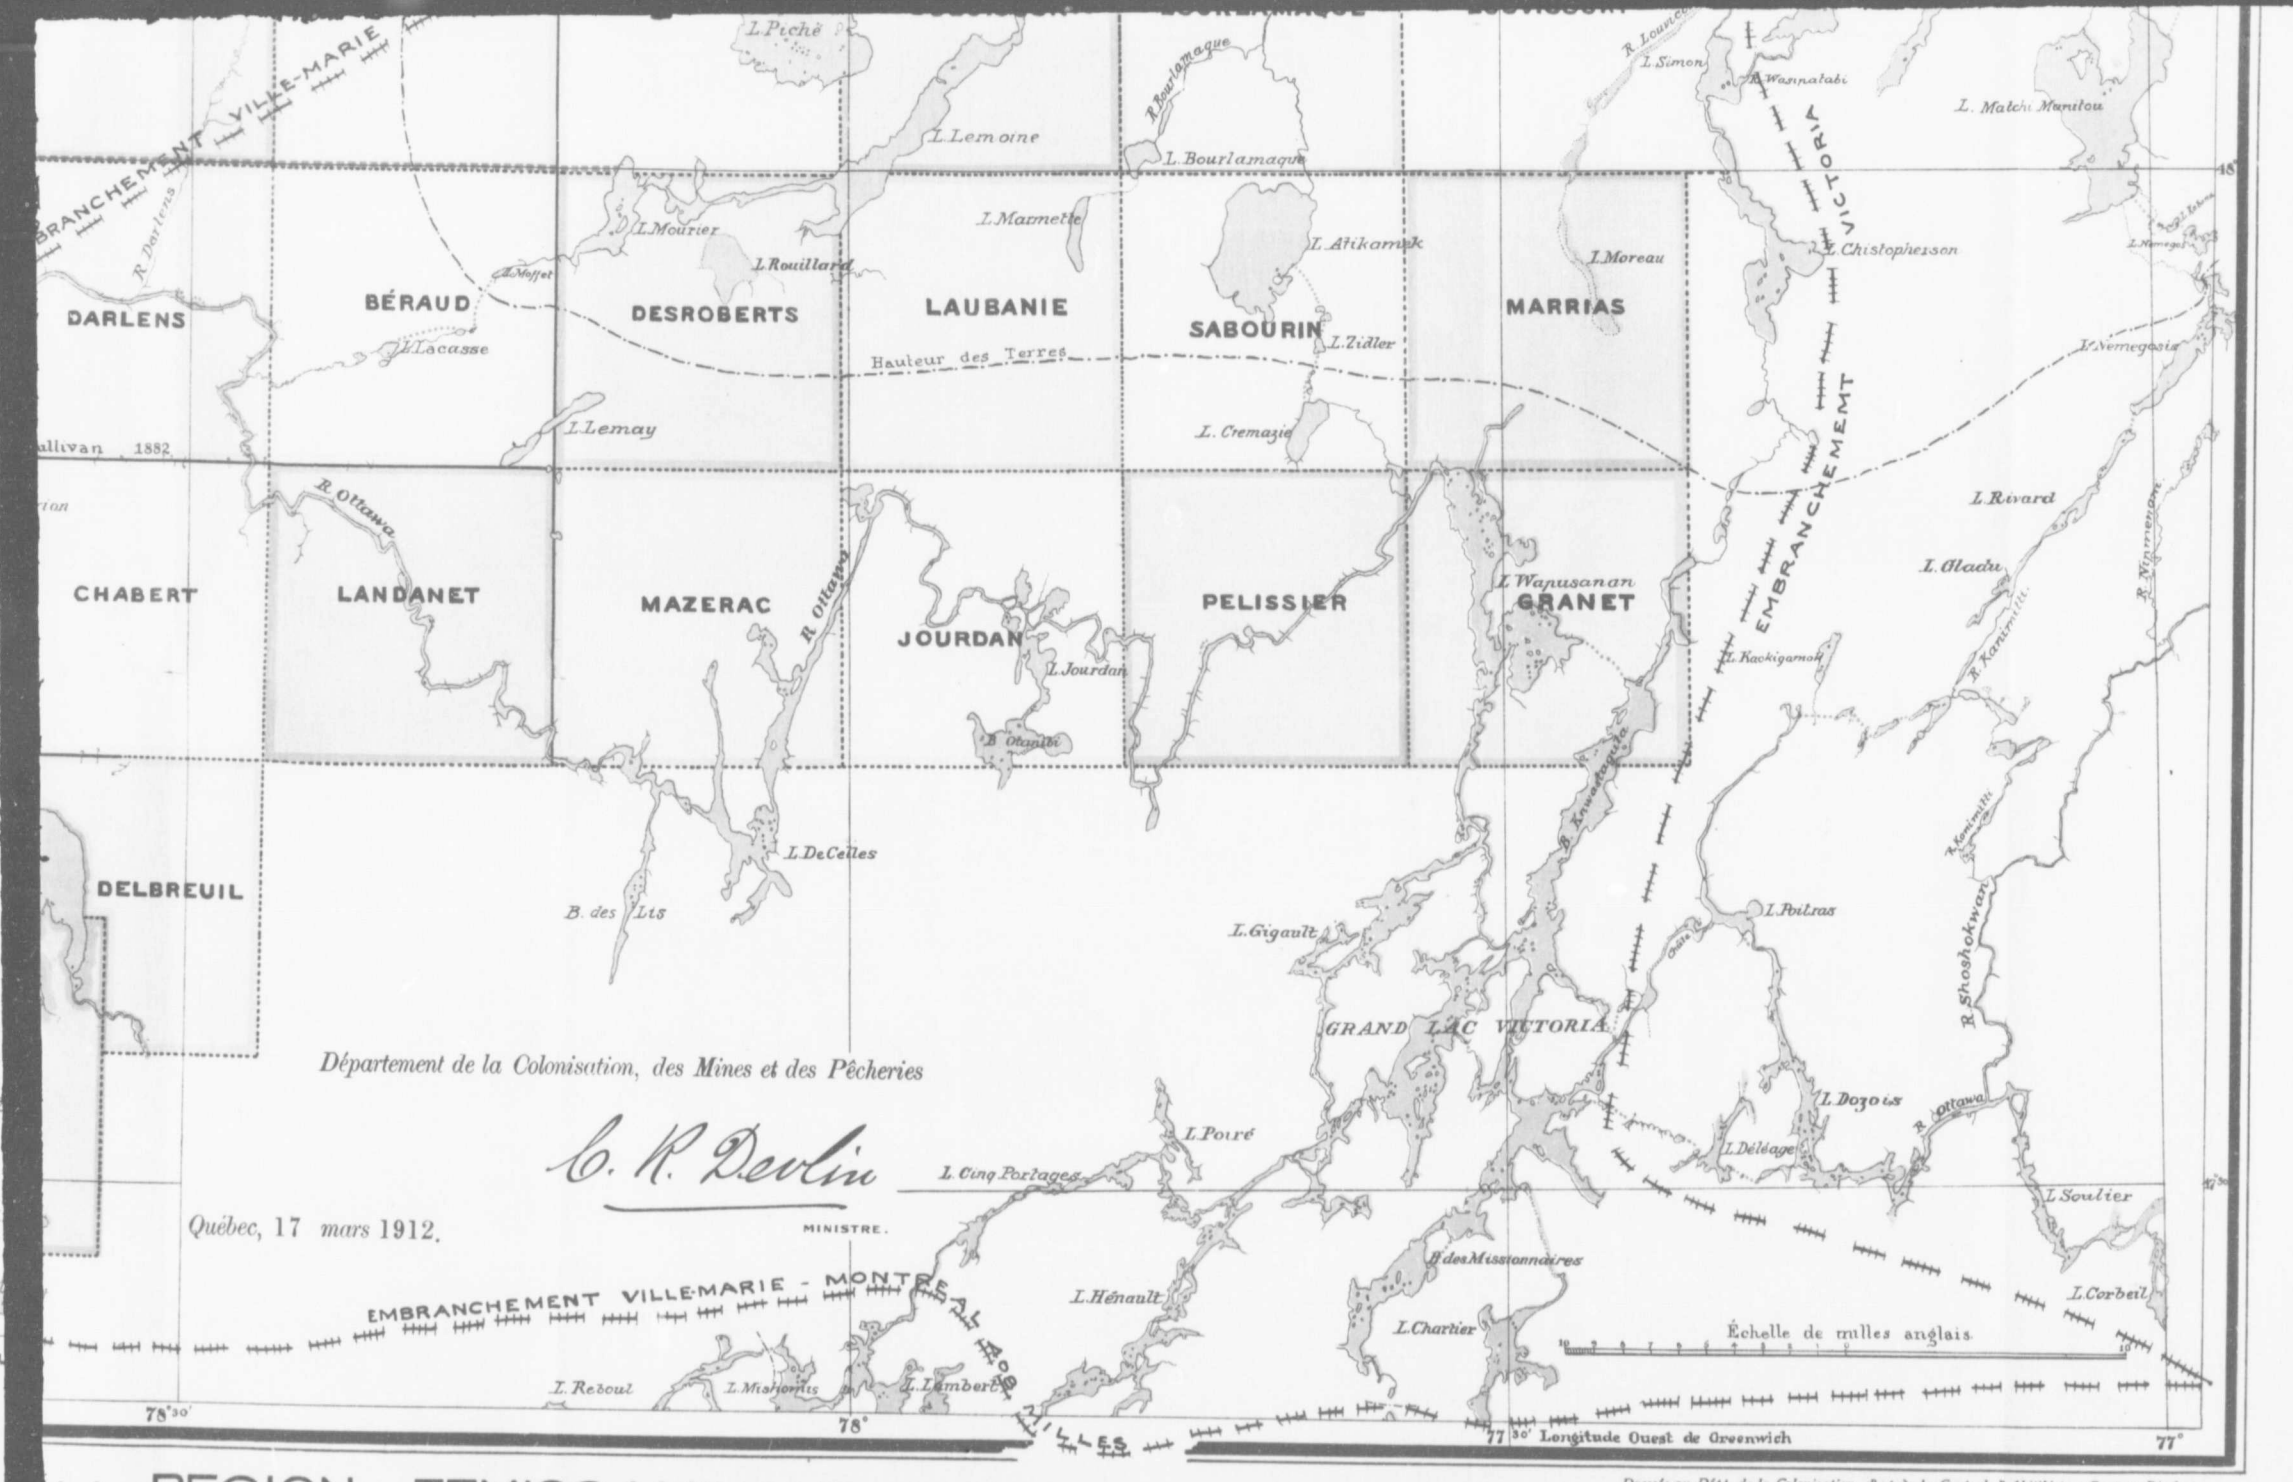 L. Piché
L. Lemoine
R. Bourlamaque
L. Bourlamaque
L. Simon
R. Wannatabi
L. Matchi Manitou
BRANCHEMENT VILLE-MARIE
R. Darlens
L. Mourier
L. Moffet
L. Rouillard
L. Marmette
L. Atikamek
L. Moreau
L. Chistopherson
48°
DARLENS
BÉRAUD
DESROBERTS
LAUBANIE
SABOURIN
MARRIAS
L. Lacasse
Hauteur des Terres
L. Zidler
L. Nemegosis
L. Lemay
L. Cremazie
EMBRANCHEMEMT VICTORIA
ullivan 1882
R. Ottawa
L. Rivard
L. Gladu
CHABERT
LANDANET
MAZERAC
R. Ottawa
JOURDAN
L. Jourdan
PELISSIER
L. Wapusanan
GRANET
R. Kanimiti
L. DeCelles
B. des Lis
DELBREUIL
L. Gigault
L. Poitras
R. Shoshokwan
GRAND LAC VICTORIA
Département de la Colonisation, des Mines et des Pêcheries
C. R. Devlin
MINISTRE.
Québec, 17 mars 1912.
L. Poiré
L. Cinq Portages
L. Dozois
L. Déléage
R. Ottawa
L. Soulier
L. Corbeil
B. des Missionnaires
L. Hénault
L. Chartier
EMBRANCHEMENT VILLE-MARIE - MONTREAL
MILLES
L. Reboul
L. Mishomis
L. Lambert
Échelle de milles anglais
10
10
78°30'
78°
77°30'
Longitude Ouest de Greenwich
77°